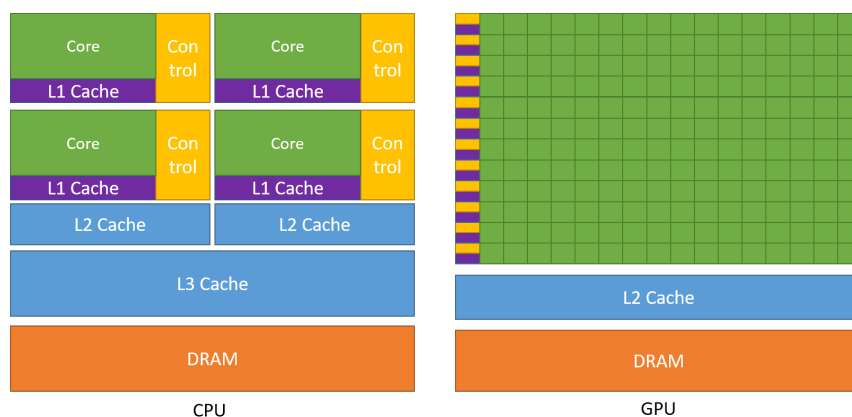 Core
Con
trol
Core
Con
trol
L1 Cache
L1 Cache
Core
Con
trol
Core
Con
trol
L1 Cache
L1 Cache
L2 Cache
L2 Cache
L3 Cache
L2 Cache
DRAM
DRAM
CPU
GPU